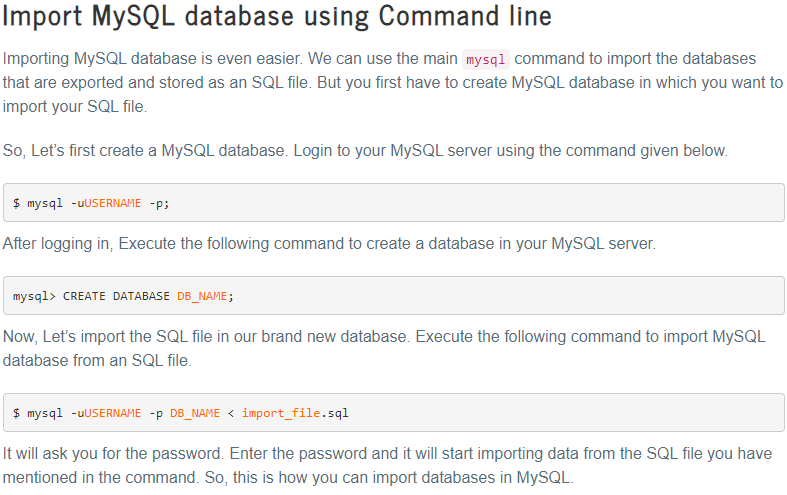 Import MySQL database using Command line
Importing MySQL database is even easier. We can use the main mysql command to import the databases
that are exported and stored as an SQL file. But you first have to create MySQL database in which you want to
import your SQL file.
So, Let’s first create a MySQL database. Login to your MySQL server using the command given below.
$ mysql -uUSERNAME -p;
After logging in, Execute the following command to create a database in your MySQL server.
mysql> CREATE DATABASE DB_NAME;
Now, Let’s import the SQL file in our brand new database. Execute the following command to import MySQL
database from an SQL file.
$ mysql -uUSERNAME -p DB_NAME < import_file.sql
It will ask you for the password. Enter the password and it will start importing data from the SQL file you have
mentioned in the command. So, this is how you can import databases in MySQL.